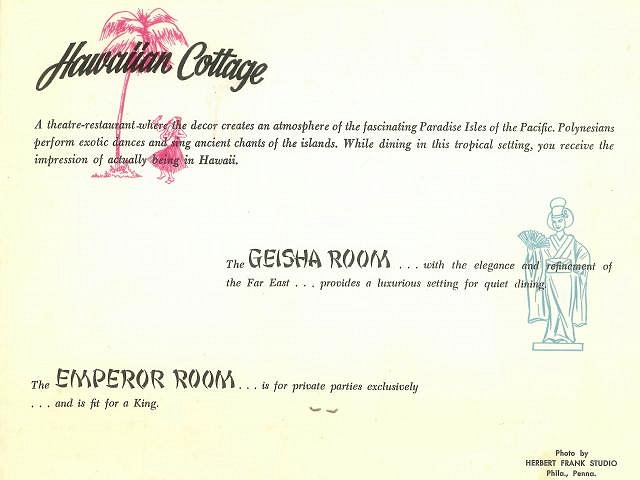 Hawaiian Cottage
A theatre-restaurant where the decor creates an atmosphere of the fascinating Paradise Isles of the Pacific. Polynesians
perform exotic dances and sing ancient chants of the islands. While dining in this tropical setting, you receive the
impression of actually being in Hawaii.
The GEISHA ROOM . . . with the elegance and refinement of
the Far East . . . provides a luxurious setting for quiet dining.
The EMPEROR ROOM . . . is for private parties exclusively
. . . and is fit for a King.
Photo by
HERBERT FRANK STUDIO
Phila., Penna.